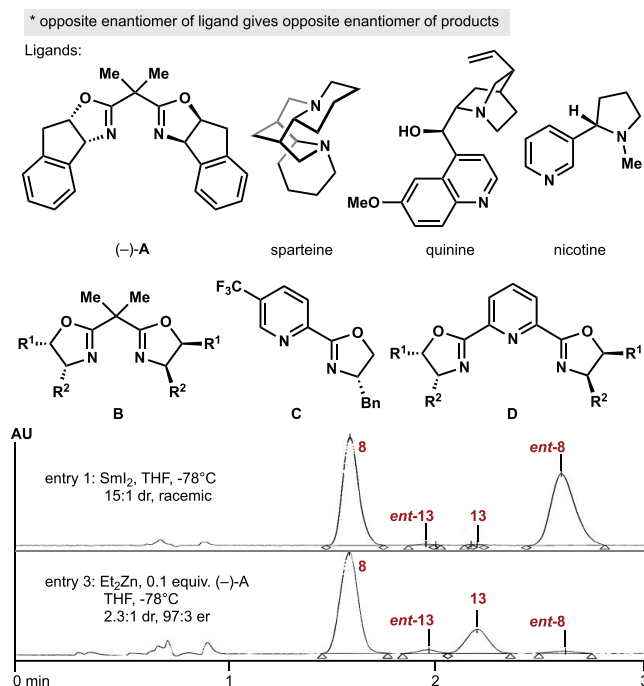 * opposite enantiomer of ligand gives opposite enantiomer of products
Ligands:
Me Me
O O
N N
(−)-A
N
N
sparteine
N
HO
MeO
N
quinine
H
N
Me
N
nicotine
Me Me
O O
R¹ N N R¹
R² R²
B
F₃C
N
O
N
Bn
C
O N O
R¹ N N R¹
R² R²
D
AU
entry 1: SmI₂, THF, -78°C
15:1 dr, racemic
8
ent-13
13
ent-8
entry 3: Et₂Zn, 0.1 equiv. (−)-A
THF, -78°C
2.3:1 dr, 97:3 er
8
ent-13
13
ent-8
0 min 1 2 3